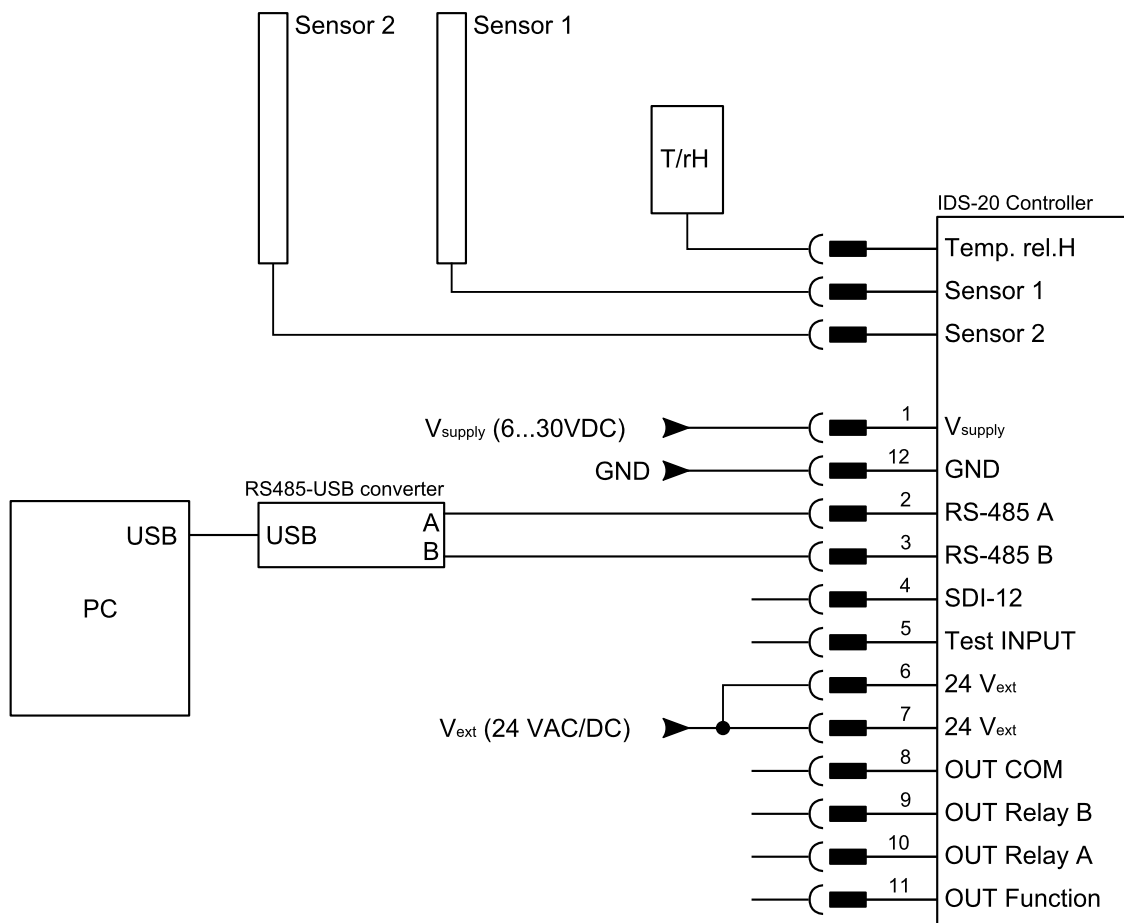 Sensor 2
Sensor 1
T/rH
IDS-20 Controller
Temp. rel.H
Sensor 1
Sensor 2
Vsupply (6...30VDC)
1
Vsupply
GND
12
GND
RS485-USB converter
2
RS-485 A
USB
USB
A
B
3
RS-485 B
PC
4
SDI-12
5
Test INPUT
6
24 Vext
Vext (24 VAC/DC)
7
24 Vext
8
OUT COM
9
OUT Relay B
10
OUT Relay A
11
OUT Function